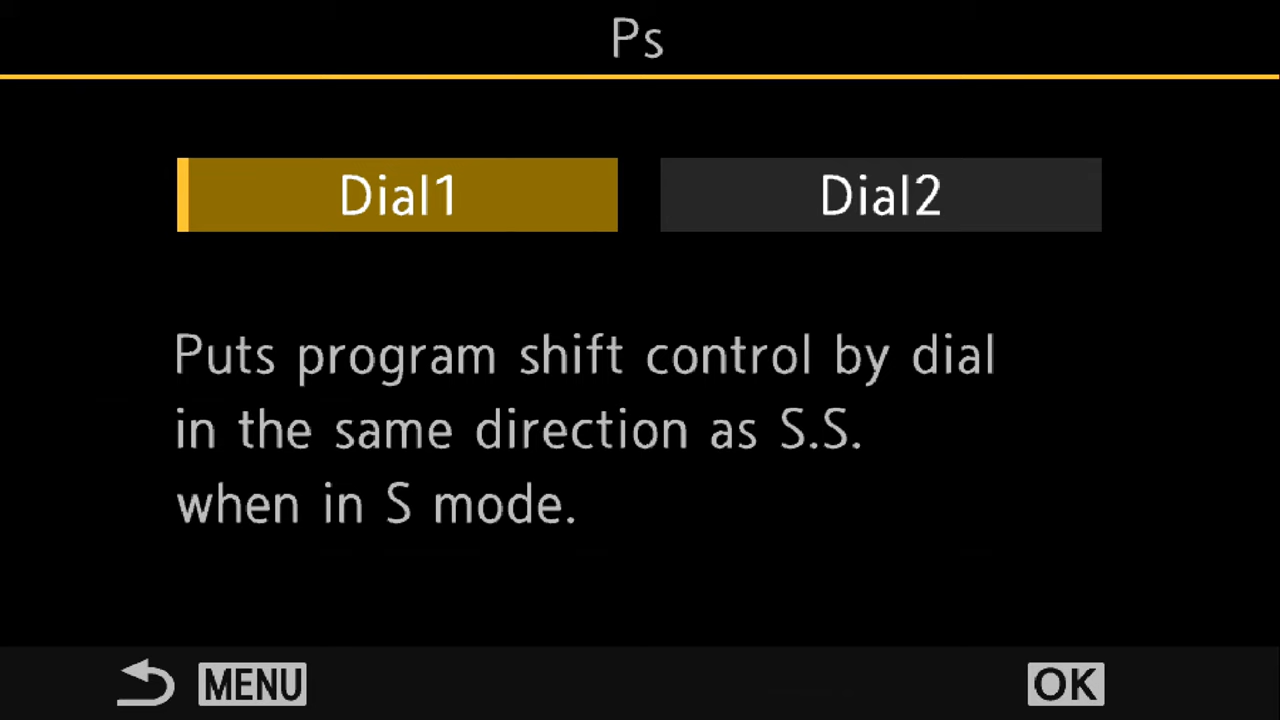 Ps
Dial1 Dial2
Puts program shift control by dial
in the same direction as S.S.
when in S mode.
MENU OK